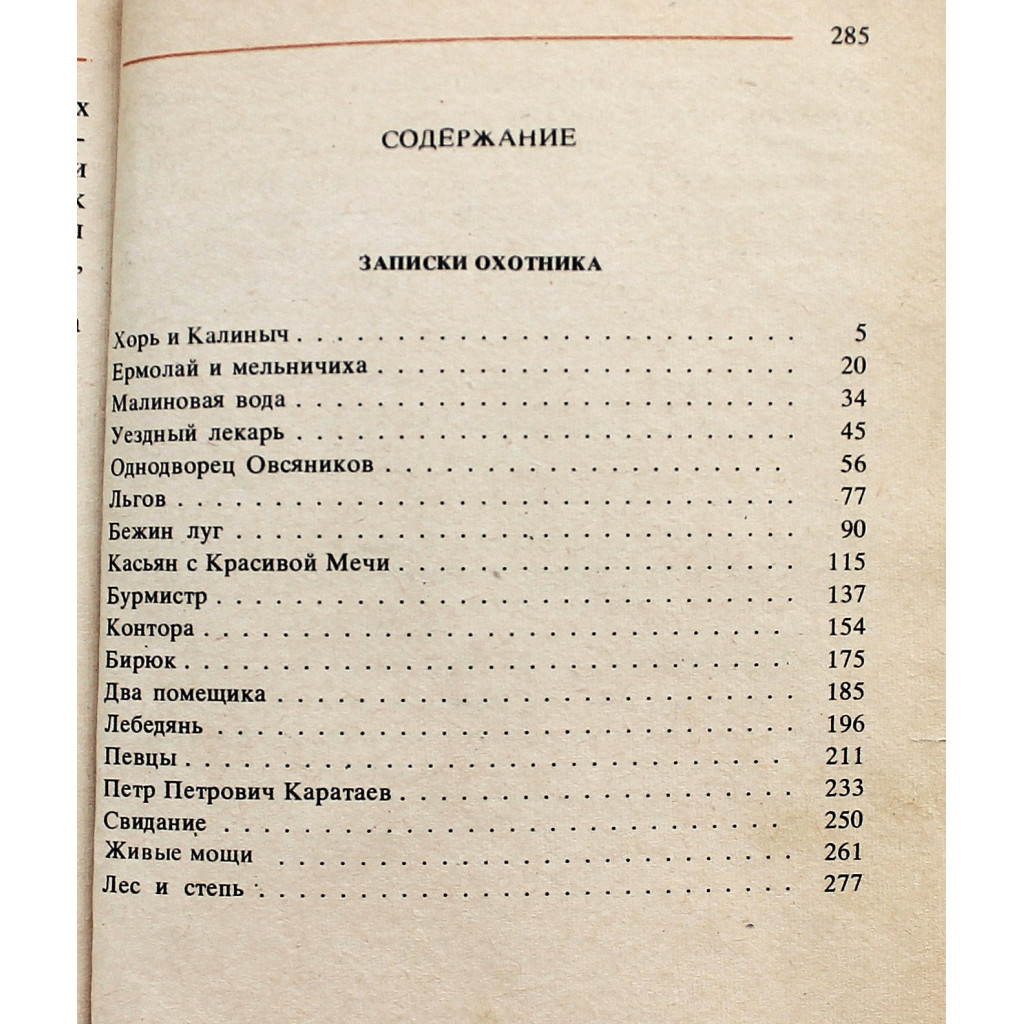 285
СОДЕРЖАНИЕ
ЗАПИСКИ ОХОТНИКА
Хорь и Калиныч . . . . . . . . . . . . . . . . . . . . . . . . . . . . . . 5
Ермолай и мельничиха . . . . . . . . . . . . . . . . . . . . . . . . . 20
Малиновая вода . . . . . . . . . . . . . . . . . . . . . . . . . . . . . . 34
Уездный лекарь . . . . . . . . . . . . . . . . . . . . . . . . . . . . . . 45
Однодворец Овсяников . . . . . . . . . . . . . . . . . . . . . . . . 56
Льгов . . . . . . . . . . . . . . . . . . . . . . . . . . . . . . . . . . . . . 77
Бежин луг . . . . . . . . . . . . . . . . . . . . . . . . . . . . . . . . . . 90
Касьян с Красивой Мечи . . . . . . . . . . . . . . . . . . . . . . . . 115
Бурмистр . . . . . . . . . . . . . . . . . . . . . . . . . . . . . . . . . . . 137
Контора . . . . . . . . . . . . . . . . . . . . . . . . . . . . . . . . . . . 154
Бирюк . . . . . . . . . . . . . . . . . . . . . . . . . . . . . . . . . . . . . 175
Два помещика . . . . . . . . . . . . . . . . . . . . . . . . . . . . . . . 185
Лебедянь . . . . . . . . . . . . . . . . . . . . . . . . . . . . . . . . . . . 196
Певцы . . . . . . . . . . . . . . . . . . . . . . . . . . . . . . . . . . . . . 211
Петр Петрович Каратаев . . . . . . . . . . . . . . . . . . . . . . . . 233
Свидание . . . . . . . . . . . . . . . . . . . . . . . . . . . . . . . . . . 250
Живые мощи . . . . . . . . . . . . . . . . . . . . . . . . . . . . . . . 261
Лес и степь . . . . . . . . . . . . . . . . . . . . . . . . . . . . . . . . 277